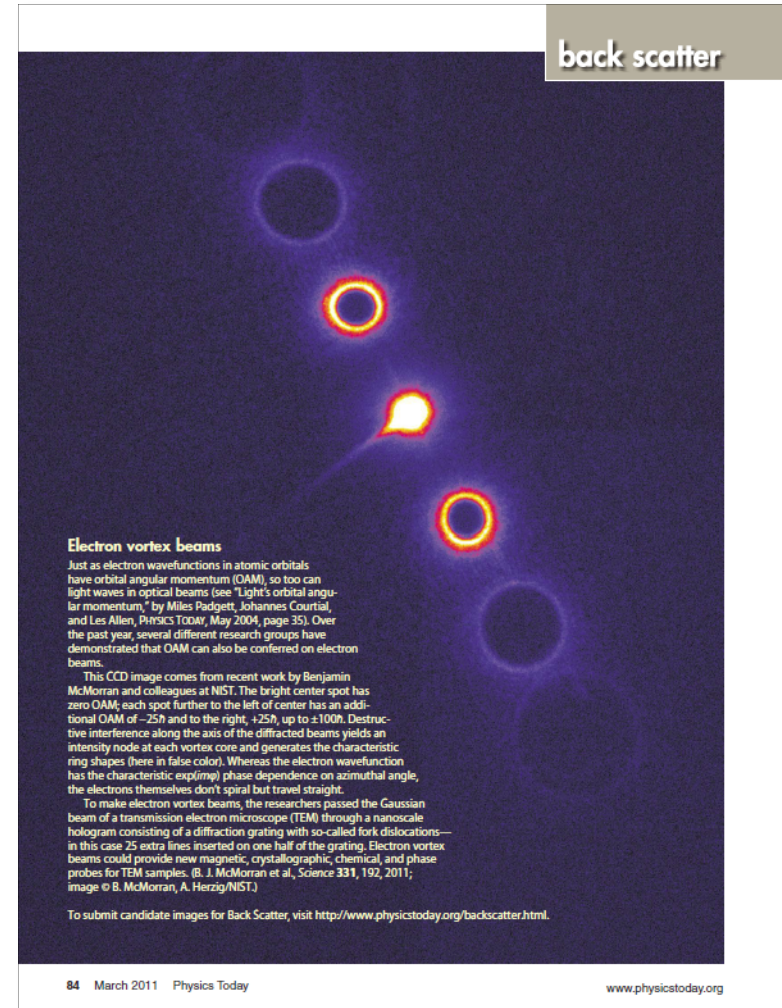 back scatter
Electron vortex beams
Just as electron wavefunctions in atomic orbitals
have orbital angular momentum (OAM), so too can
light waves in optical beams (see “Light’s orbital angu-
lar momentum,” by Miles Padgett, Johannes Courtial,
and Les Allen, PHYSICS TODAY, May 2004, page 35). Over
the past year, several different research groups have
demonstrated that OAM can also be conferred on electron
beams.
This CCD image comes from recent work by Benjamin
McMorran and colleagues at NIST. The bright center spot has
zero OAM; each spot further to the left of center has an addi-
tional OAM of −25ℏ and to the right, +25ℏ, up to ±100ℏ. Destruc-
tive interference along the axis of the diffracted beams yields an
intensity node at each vortex core and generates the characteristic
ring shapes (here in false color). Whereas the electron wavefunction
has the characteristic exp(imφ) phase dependence on azimuthal angle,
the electrons themselves don’t spiral but travel straight.
To make electron vortex beams, the researchers passed the Gaussian
beam of a transmission electron microscope (TEM) through a nanoscale
hologram consisting of a diffraction grating with so-called fork dislocations—
in this case 25 extra lines inserted on one half of the grating. Electron vortex
beams could provide new magnetic, crystallographic, chemical, and phase
probes for TEM samples. (B. J. McMorran et al., Science 331, 192, 2011;
image © B. McMorran, A. Herzig/NIST.)
To submit candidate images for Back Scatter, visit http://www.physicstoday.org/backscatter.html.
84 March 2011 Physics Today
www.physicstoday.org